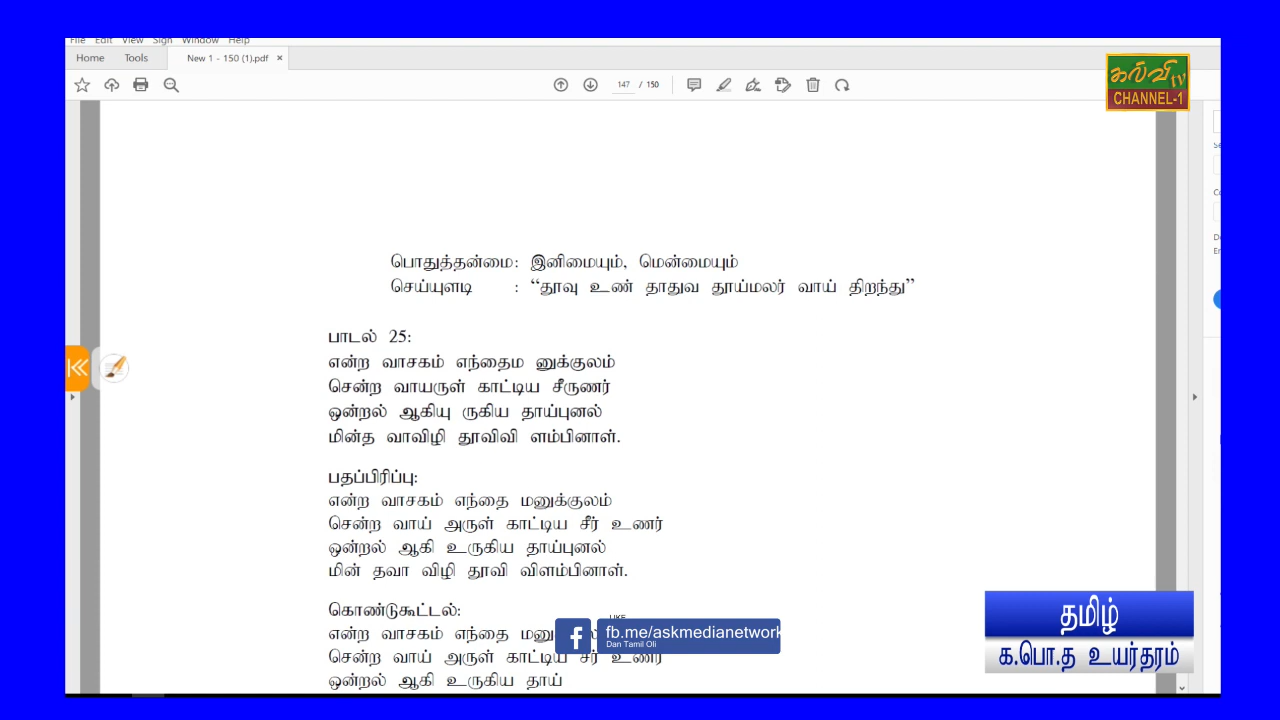 File Edit View Sign Window Help
Home Tools New 1 - 150 (1).pdf ×
147 / 150
கல்வி TV
CHANNEL-1
பொதுத்தன்மை: இனிமையும், மென்மையும்
செய்யுளடி : “தூவு உண் தாதுவ தூய்மலர் வாய் திறந்து”
பாடல் 25:
என்ற வாசகம் எந்தைம னுக்குலம்
சென்ற வாயருள் காட்டிய சீருணர்
ஒன்றல் ஆகியு ருகிய தாய்புனல்
மின்த வாவிழி தூவிவி ளம்பினாள்.
பதப்பிரிப்பு:
என்ற வாசகம் எந்தை மனுக்குலம்
சென்ற வாய் அருள் காட்டிய சீர் உணர்
ஒன்றல் ஆகி உருகிய தாய்புனல்
மின் தவா விழி தூவி விளம்பினாள்.
கொண்டுகூட்டல்:
என்ற வாசகம் எந்தை
சென்ற வாய் அருள் காட்டிய சீர் உணர்
ஒன்றல் ஆகி உருகிய தாய்
LIKE
fb.me/askmedianetwork
Dan Tamil Oli
தமிழ்
க.பொ.த உயர்தரம்